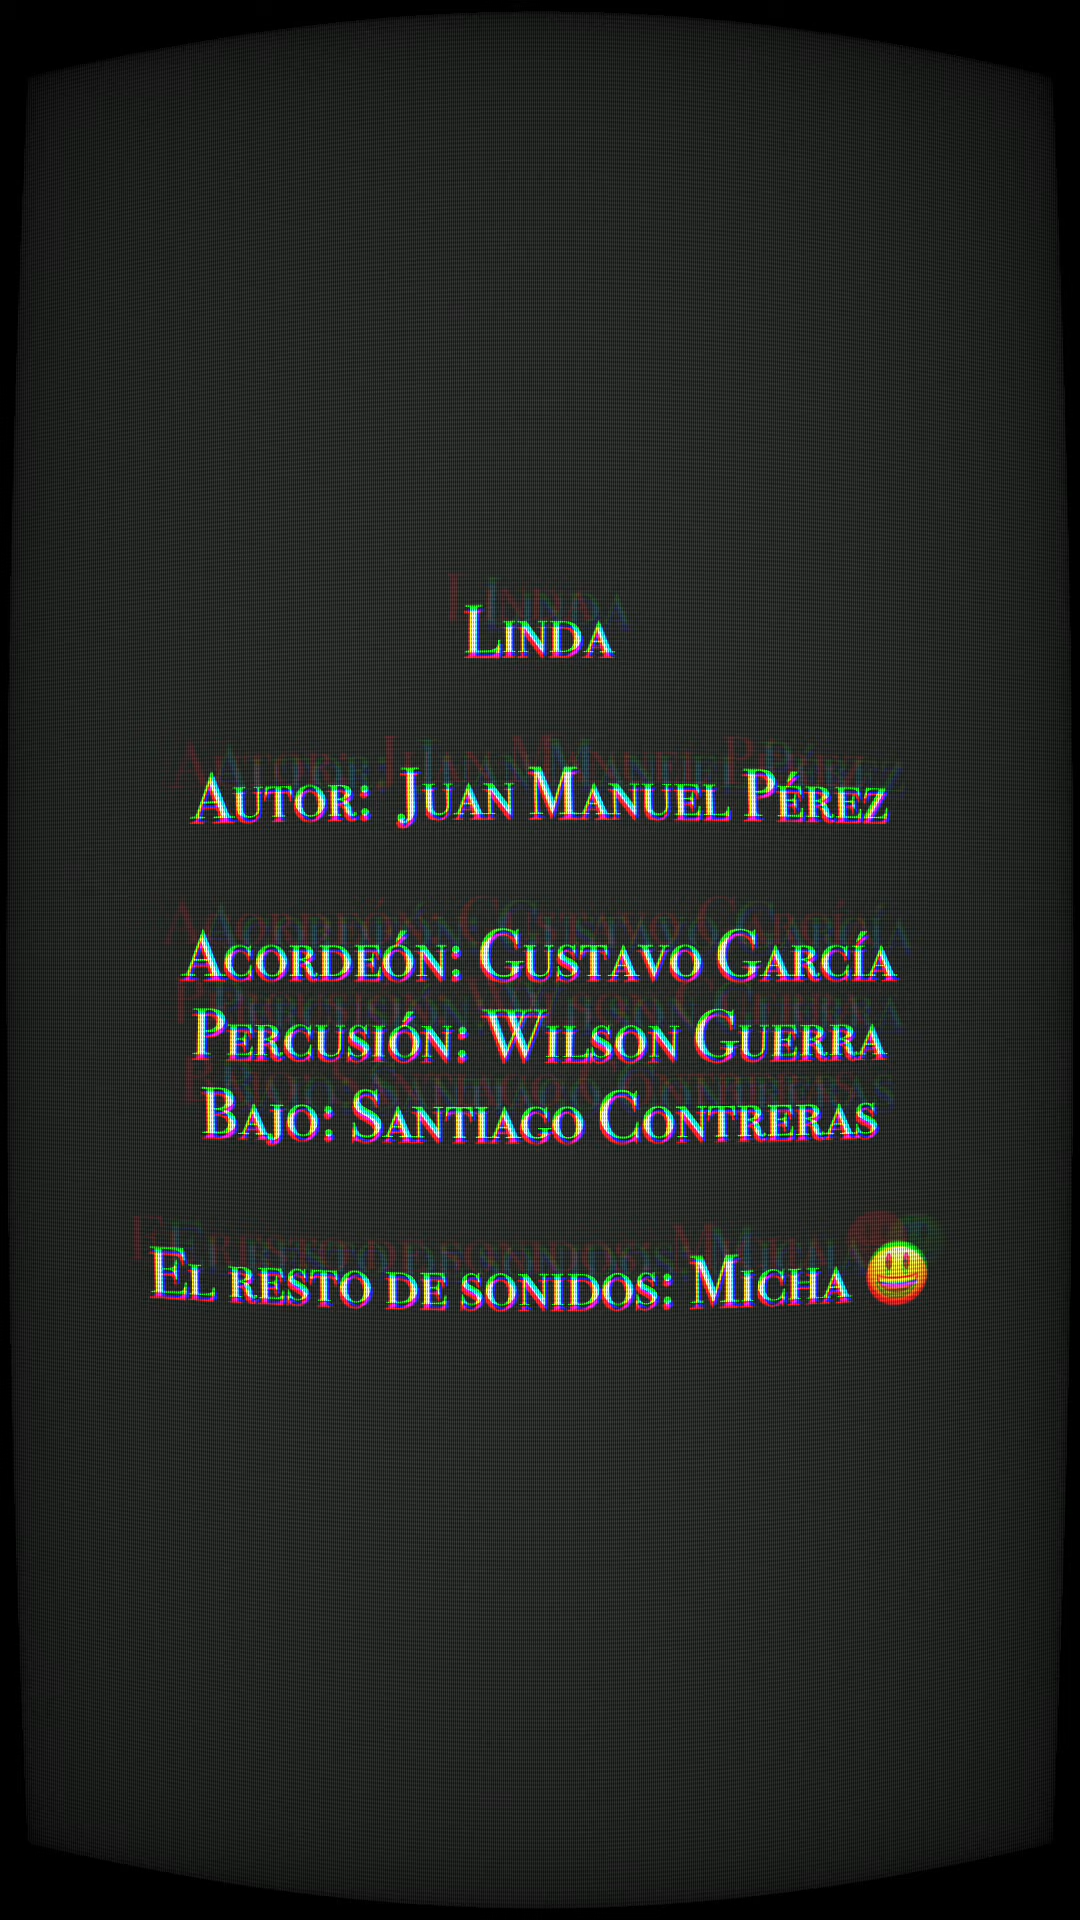 Linda
Autor: Juan Manuel Pérez
Acordeón: Gustavo García
Percusión: Wilson Guerra
Bajo: Santiago Contreras
El resto de sonidos: Micha 😃